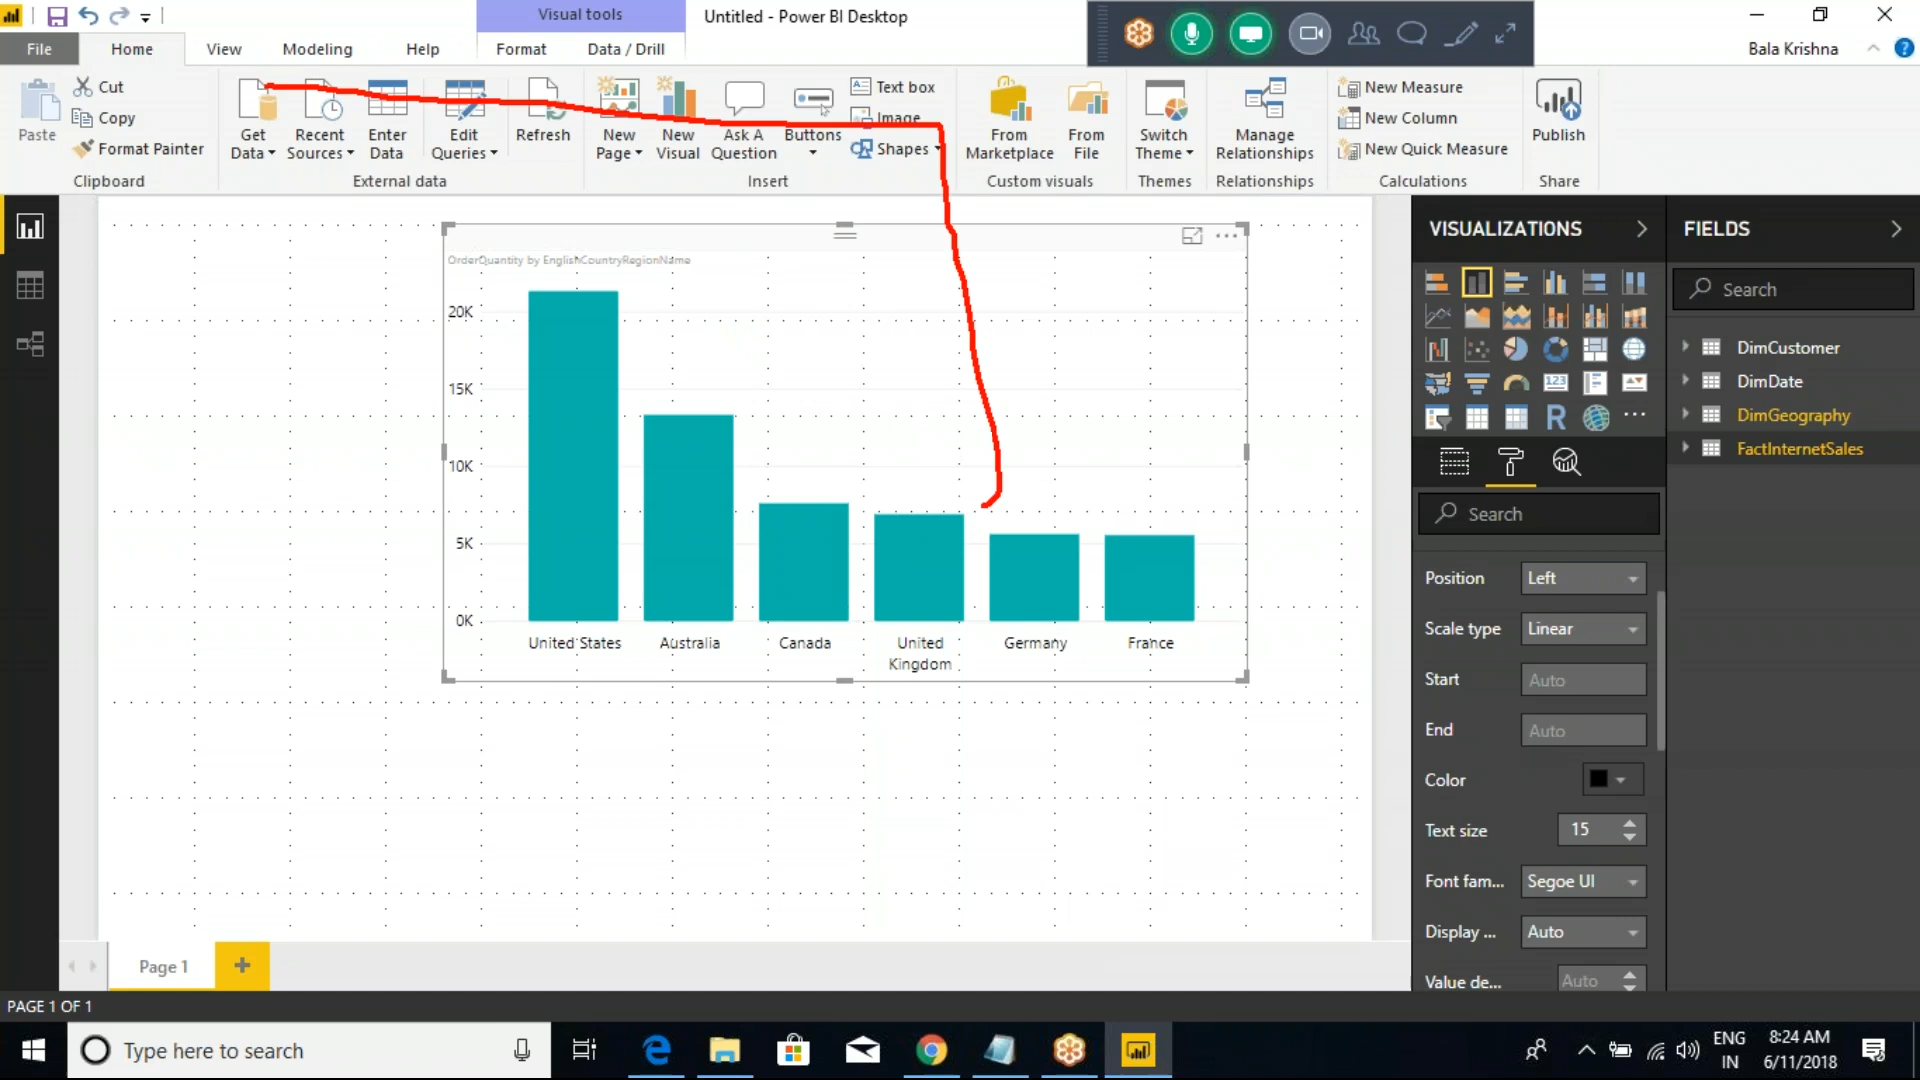 Visual tools
Untitled - Power BI Desktop
File
Home
View
Modeling
Help
Format
Data / Drill
Bala Krishna
?
Paste
Cut
Copy
Format Painter
Clipboard
Get Data
Recent Sources
Enter Data
Edit Queries
Refresh
External data
New Page
New Visual
Ask A Question
Buttons
Text box
Image
Shapes
Insert
From Marketplace
From File
Custom visuals
Switch Theme
Themes
Manage Relationships
Relationships
New Measure
New Column
New Quick Measure
Calculations
Publish
Share
OrderQuantity by EnglishCountryRegionName
20K
15K
10K
5K
0K
United States
Australia
Canada
United Kingdom
Germany
France
VISUALIZATIONS
123
R
Search
Position
Left
Scale type
Linear
Start
Auto
End
Auto
Color
Text size
15
Font fam...
Segoe UI
Display ...
Auto
Value de...
Auto
FIELDS
Search
DimCustomer
DimDate
DimGeography
FactInternetSales
Page 1
+
PAGE 1 OF 1
Type here to search
ENG
IN
8:24 AM
6/11/2018